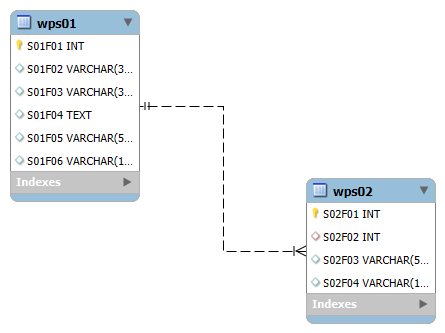 wps01
S01F01 INT
S01F02 VARCHAR(3...
S01F03 VARCHAR(3...
S01F04 TEXT
S01F05 VARCHAR(5...
S01F06 VARCHAR(1...
Indexes
wps02
S02F01 INT
S02F02 INT
S02F03 VARCHAR(5...
S02F04 VARCHAR(1...
Indexes